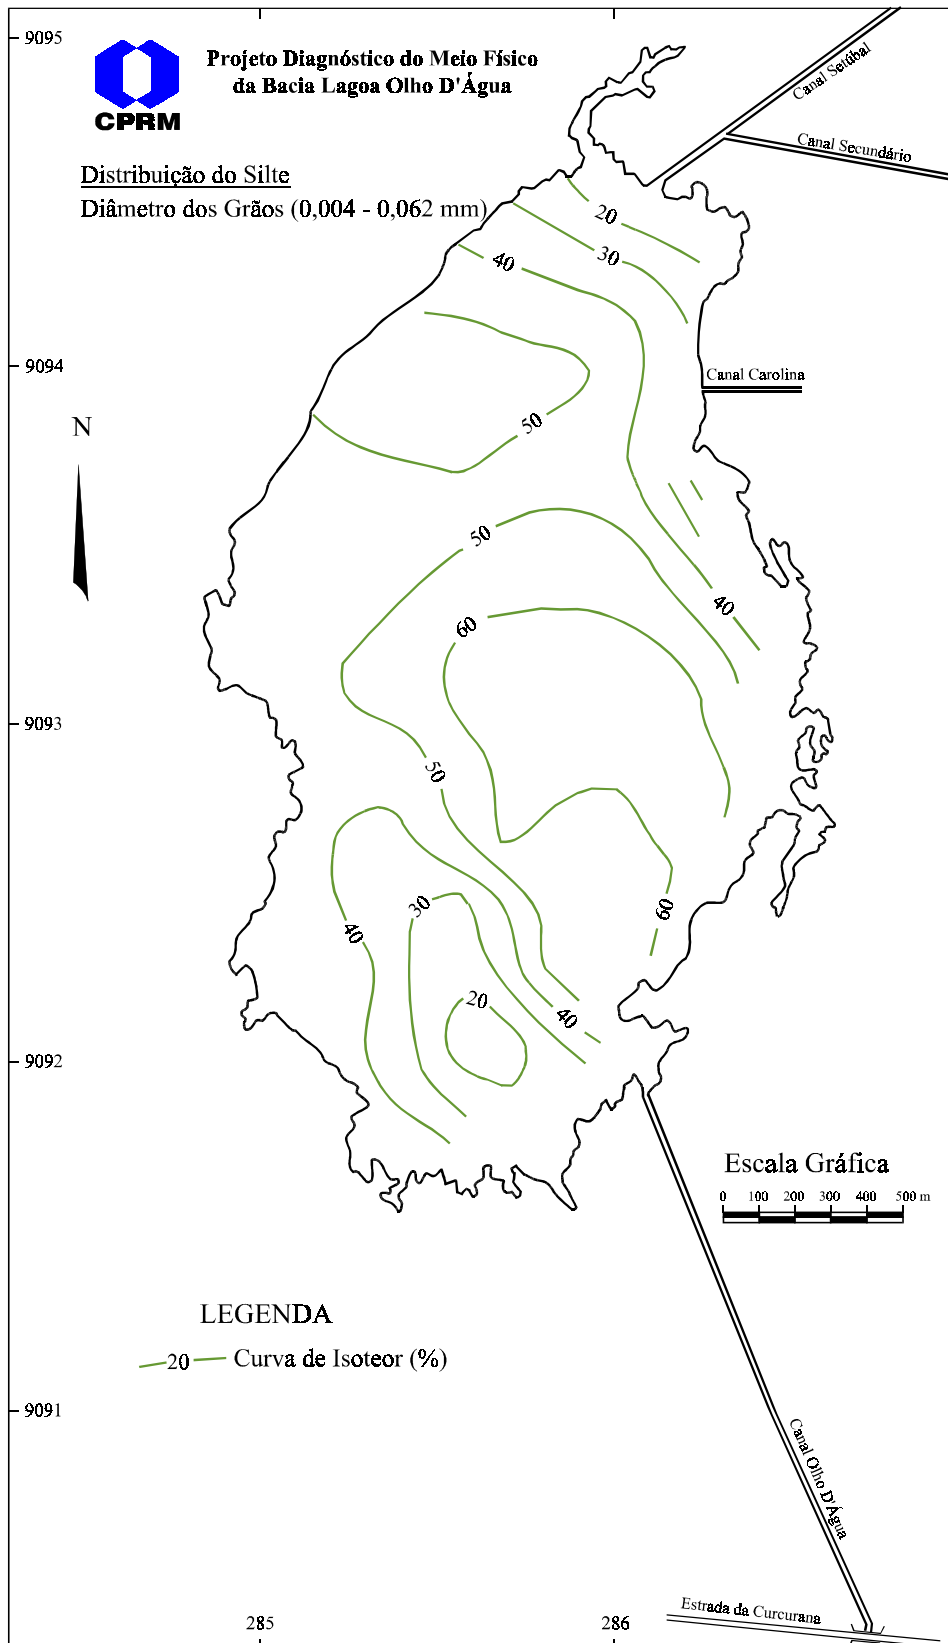 9095
Projeto Diagnóstico do Meio Físico
da Bacia Lagoa Olho D'Água
CPRM
Canal Setúbal
Canal Secundário
Distribuição do Silte
Diâmetro dos Grãos (0,004 - 0,062 mm)
20
30
40
9094
Canal Carolina
50
N
50
40
60
9093
50
30
40
60
20
40
9092
Escala Gráfica
0 100 200 300 400 500 m
LEGENDA
20 Curva de Isoteor (%)
9091
Canal Olho D'Água
Estrada da Curcurana
285 286